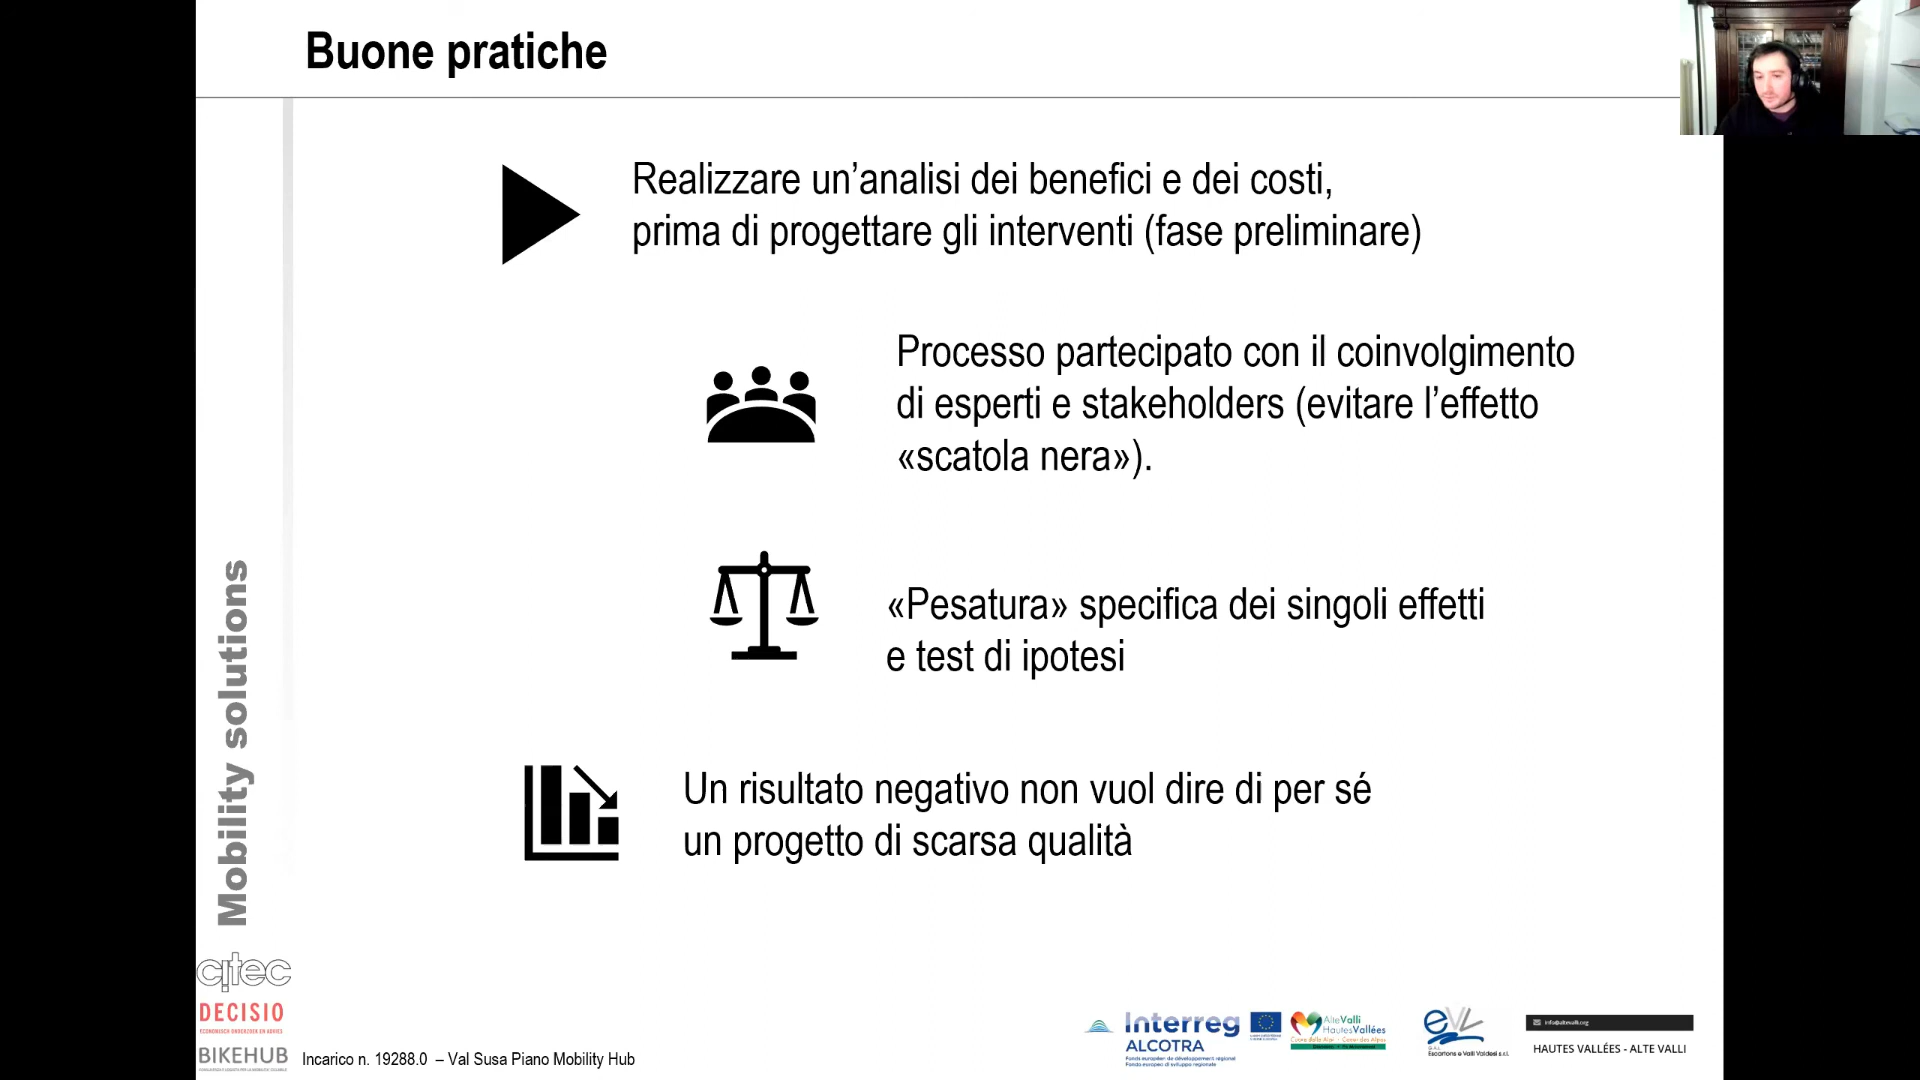 Buone pratiche
Realizzare un’analisi dei benefici e dei costi,
prima di progettare gli interventi (fase preliminare)
Processo partecipato con il coinvolgimento
di esperti e stakeholders (evitare l’effetto
«scatola nera»).
«Pesatura» specifica dei singoli effetti
e test di ipotesi
Un risultato negativo non vuol dire di per sé
un progetto di scarsa qualità
Mobility solutions
citec
DECISIO
ECONOMISCH ONDERZOEK EN ADVIES
BIKEHUB
Incarico n. 19288.0 – Val Susa Piano Mobility Hub
Interreg
ALCOTRA
Fonds européen de développement régional
Fondo europeo di sviluppo regionale
AlteValli
HautesVallées
Cuore delle Alpi - Coeur des Alpes
EVV
G.A.L.
Escartons e Valli Valdesi s.r.l.
info@altevalli.org
HAUTES VALLÉES - ALTE VALLI